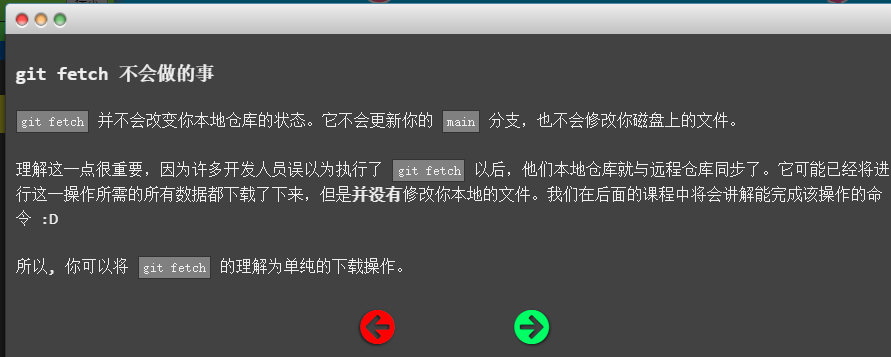 git fetch 不会做的事
git fetch 并不会改变你本地仓库的状态。它不会更新你的 main 分支，也不会修改你磁盘上的文件。
理解这一点很重要，因为许多开发人员误以为执行了 git fetch 以后，他们本地仓库就与远程仓库同步了。它可能已经将进
行这一操作所需的所有数据都下载了下来，但是并没有修改你本地的文件。我们在后面的课程中将会讲解能完成该操作的命
令 :D
所以, 你可以将 git fetch 的理解为单纯的下载操作。